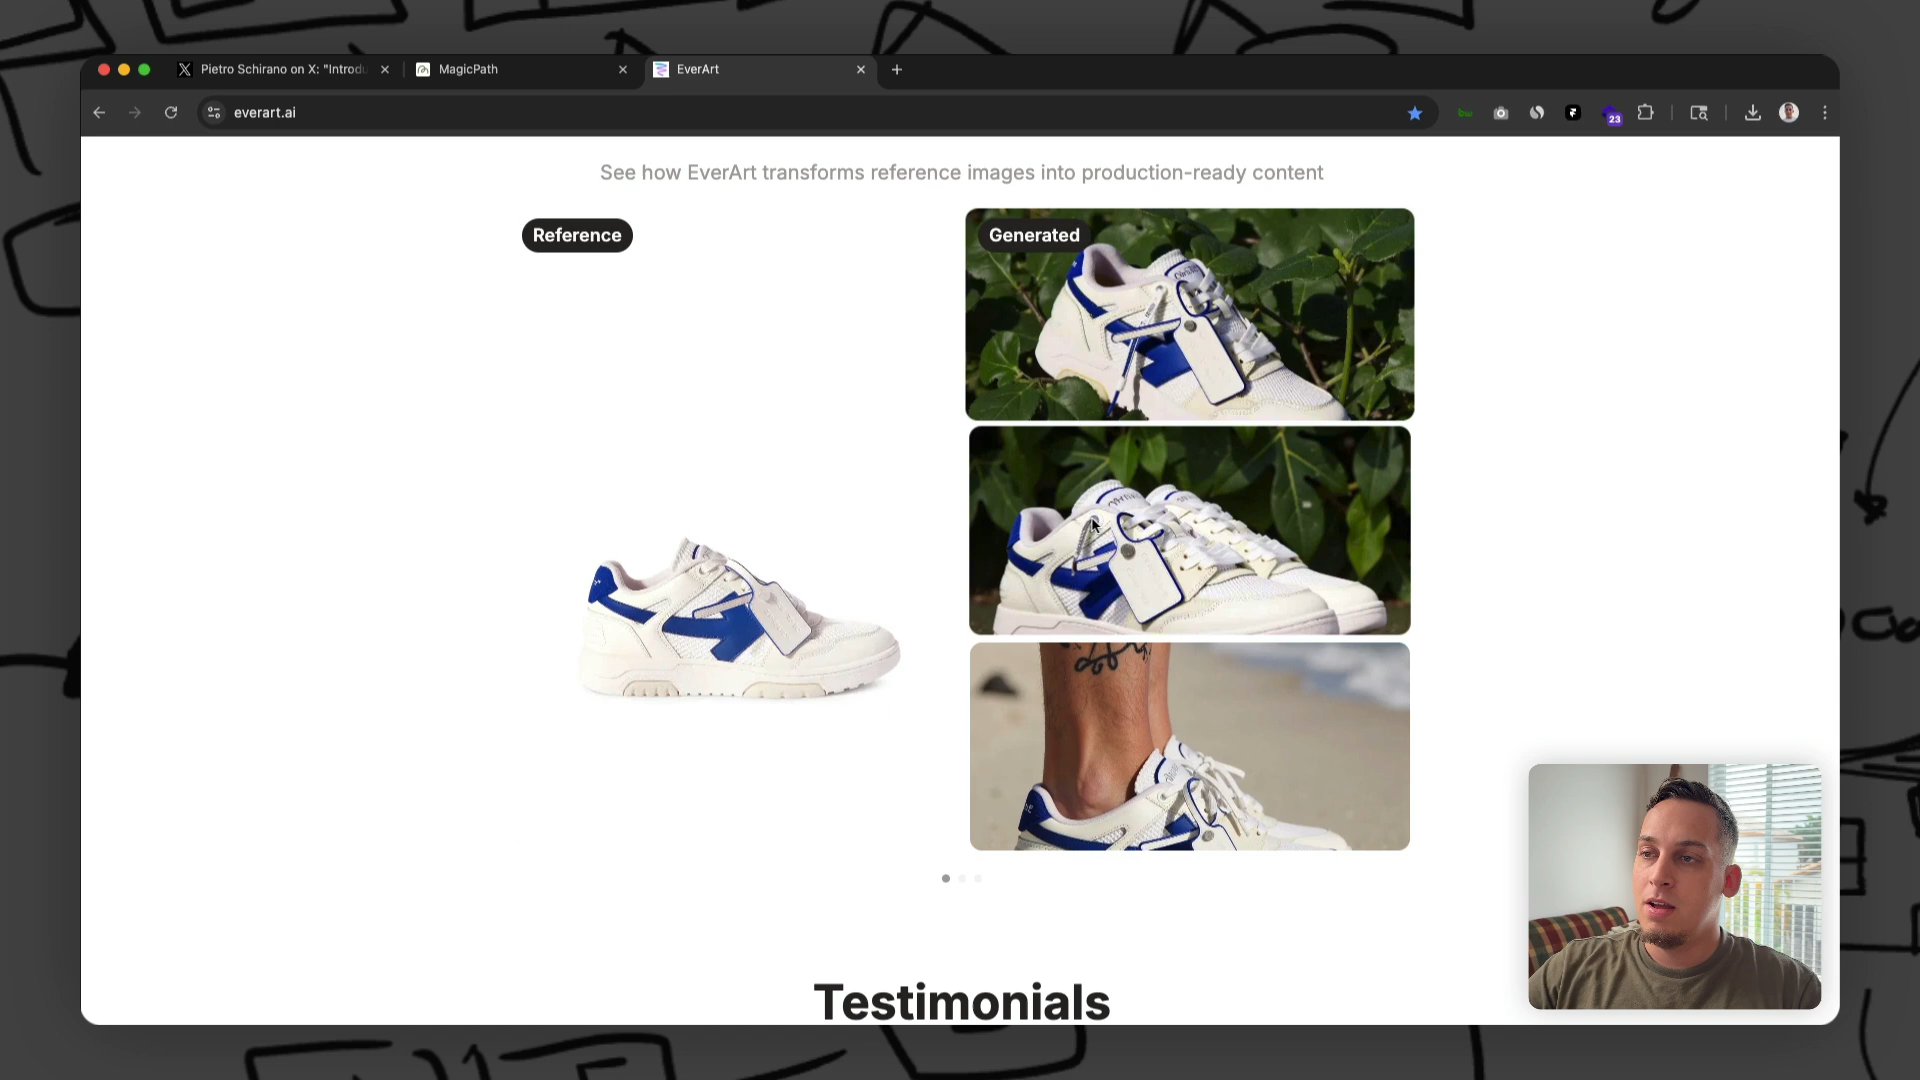 Pietro Schirano on X: "Introdu
MagicPath
EverArt
everart.ai
23
See how EverArt transforms reference images into production-ready content
Reference
Generated
Testimonials